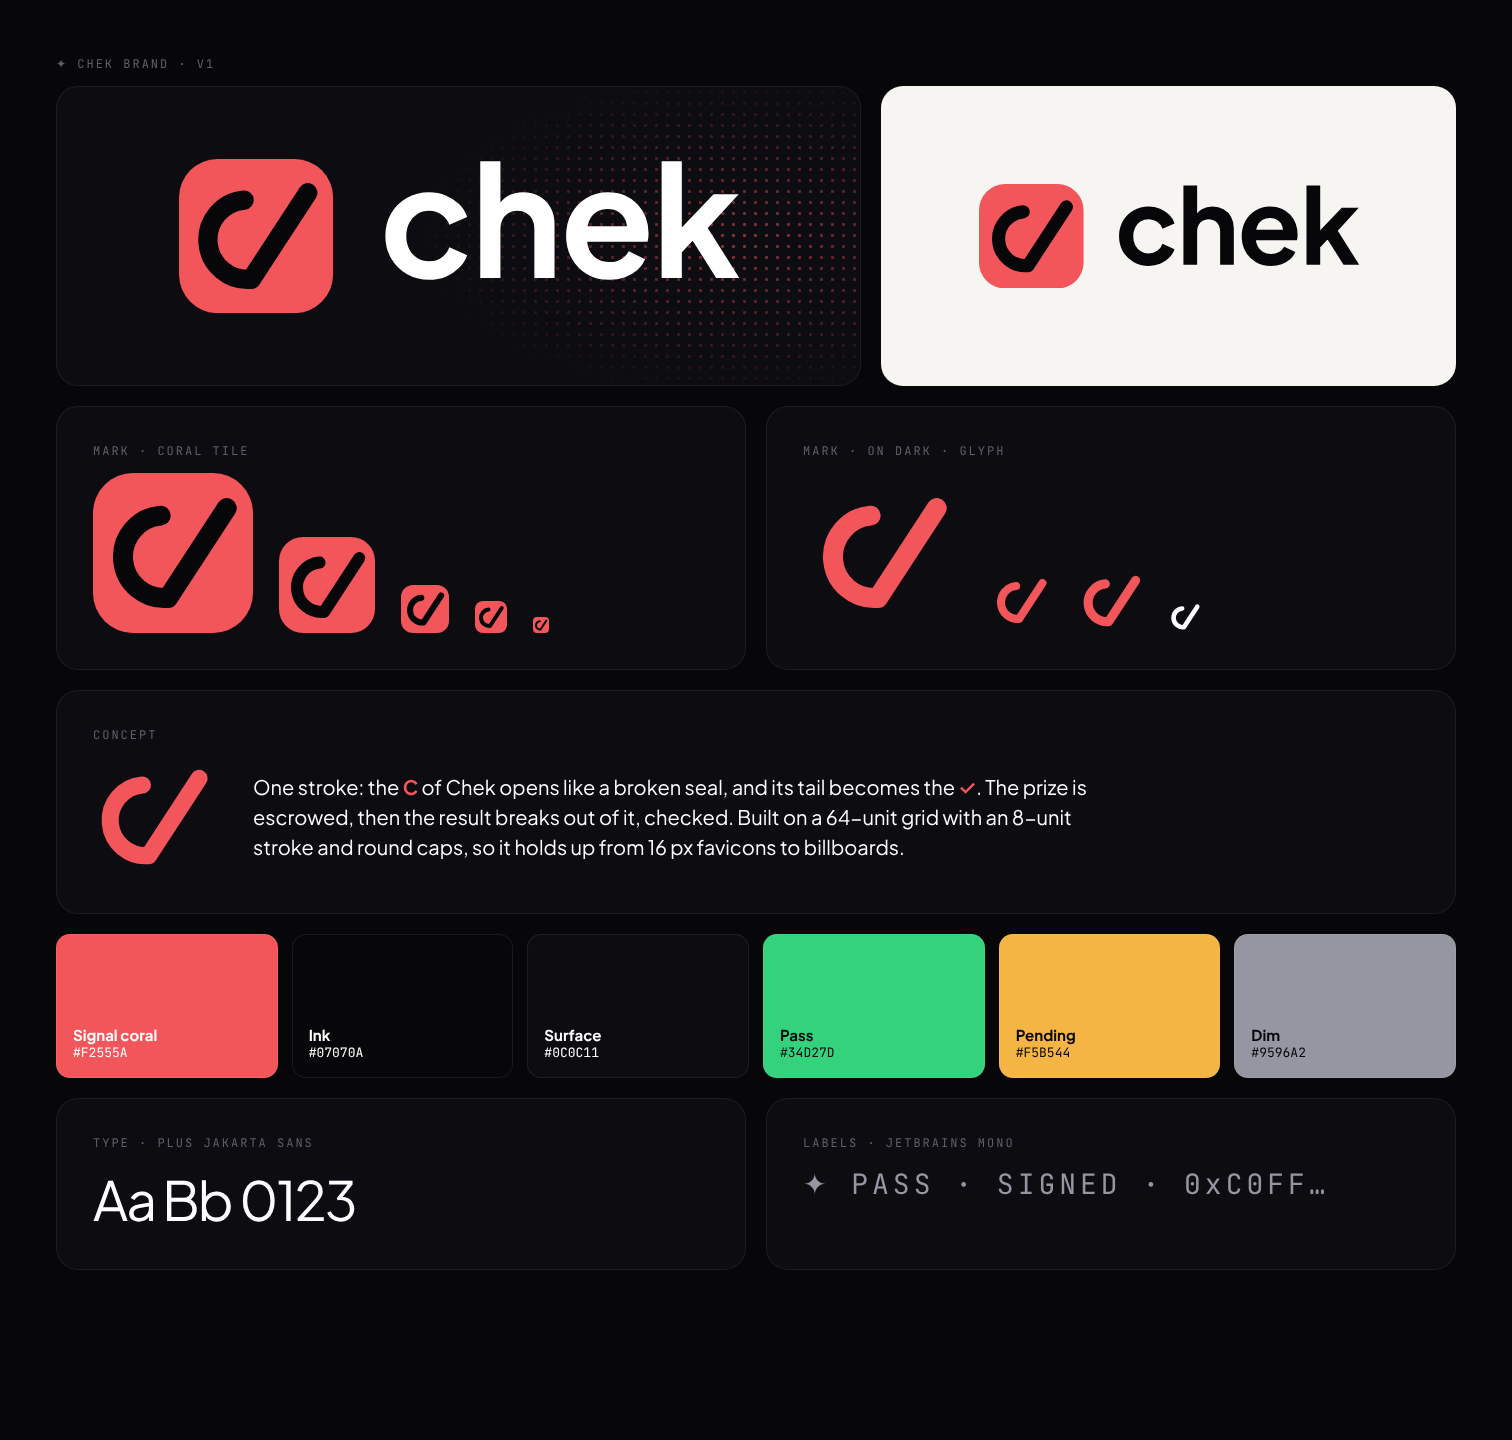 ✦ CHEK BRAND · V1
chek
chek
MARK · CORAL TILE
MARK · ON DARK · GLYPH
CONCEPT
One stroke: the C of Chek opens like a broken seal, and its tail becomes the ✓. The prize is
escrowed, then the result breaks out of it, checked. Built on a 64–unit grid with an 8–unit
stroke and round caps, so it holds up from 16 px favicons to billboards.
Signal coral
#F2555A
Ink
#07070A
Surface
#0C0C11
Pass
#34D27D
Pending
#F5B544
Dim
#9596A2
TYPE · PLUS JAKARTA SANS
Aa Bb 0123
LABELS · JETBRAINS MONO
✦ PASS · SIGNED · 0xC0FF…